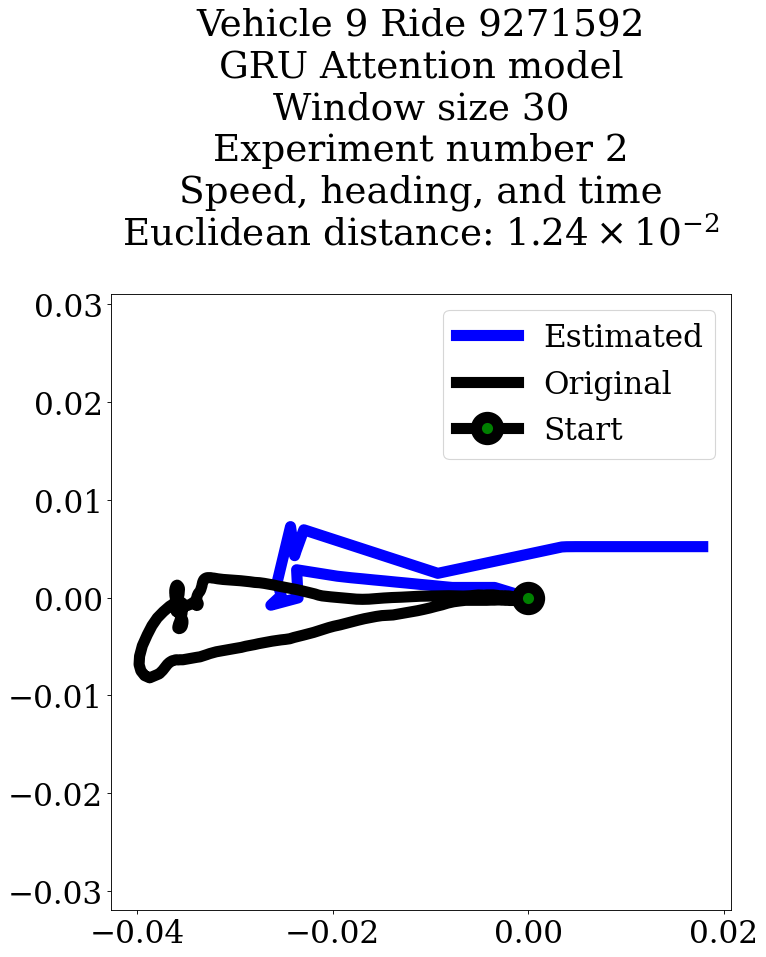 Vehicle 9 Ride 9271592
GRU Attention model
Window size 30
Experiment number 2
Speed, heading, and time
Euclidean distance: 1.24 × 10⁻²
Estimated
Original
Start
0.03
0.02
0.01
0.00
−0.01
−0.02
−0.03
−0.04
−0.02
0.00
0.02